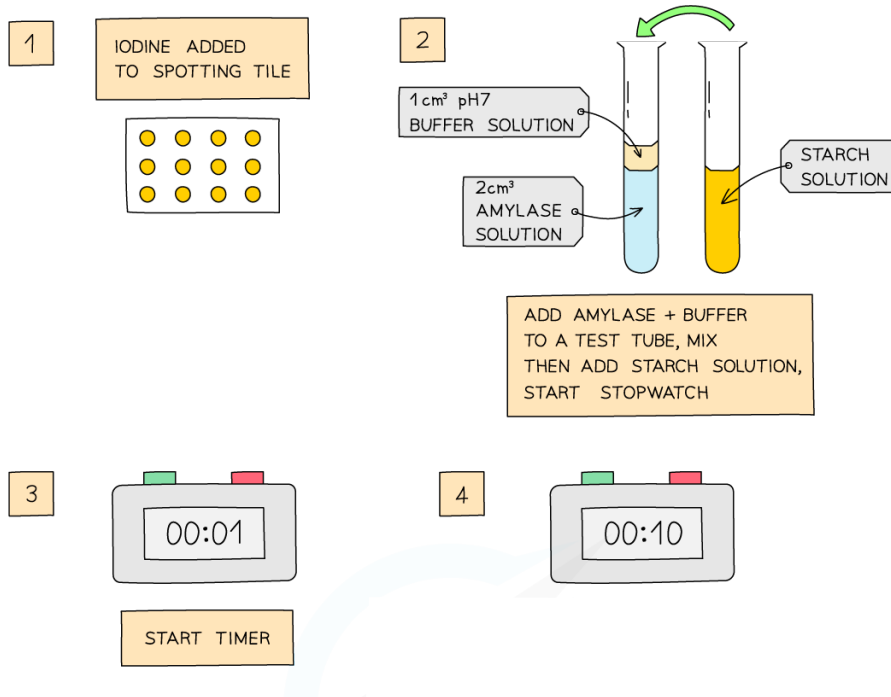 1
IODINE ADDED
TO SPOTTING TILE
2
1cm³ pH7
BUFFER SOLUTION
2cm³
AMYLASE
SOLUTION
STARCH
SOLUTION
ADD AMYLASE + BUFFER
TO A TEST TUBE, MIX
THEN ADD STARCH SOLUTION,
START STOPWATCH
3
00:01
START TIMER
4
00:10